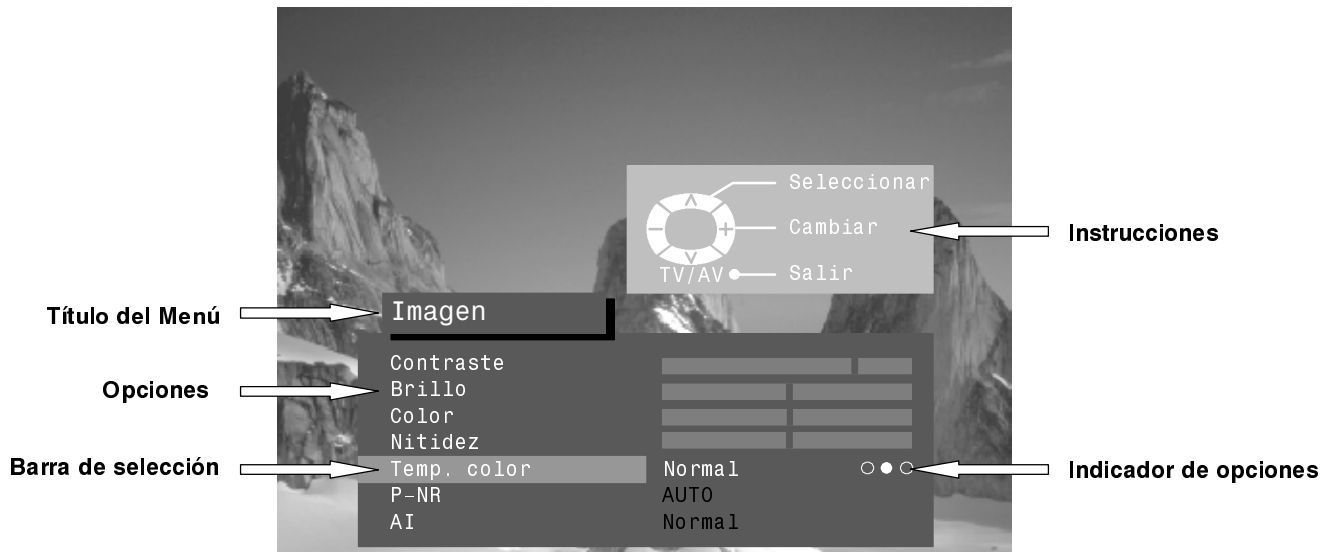 Seleccionar
Cambiar
TV/AV Salir
Instrucciones
Título del Menú
Imagen
Contraste
Opciones
Brillo
Color
Nitidez
Barra de selección
Temp. color Normal
Indicador de opciones
P-NR AUTO
AI Normal